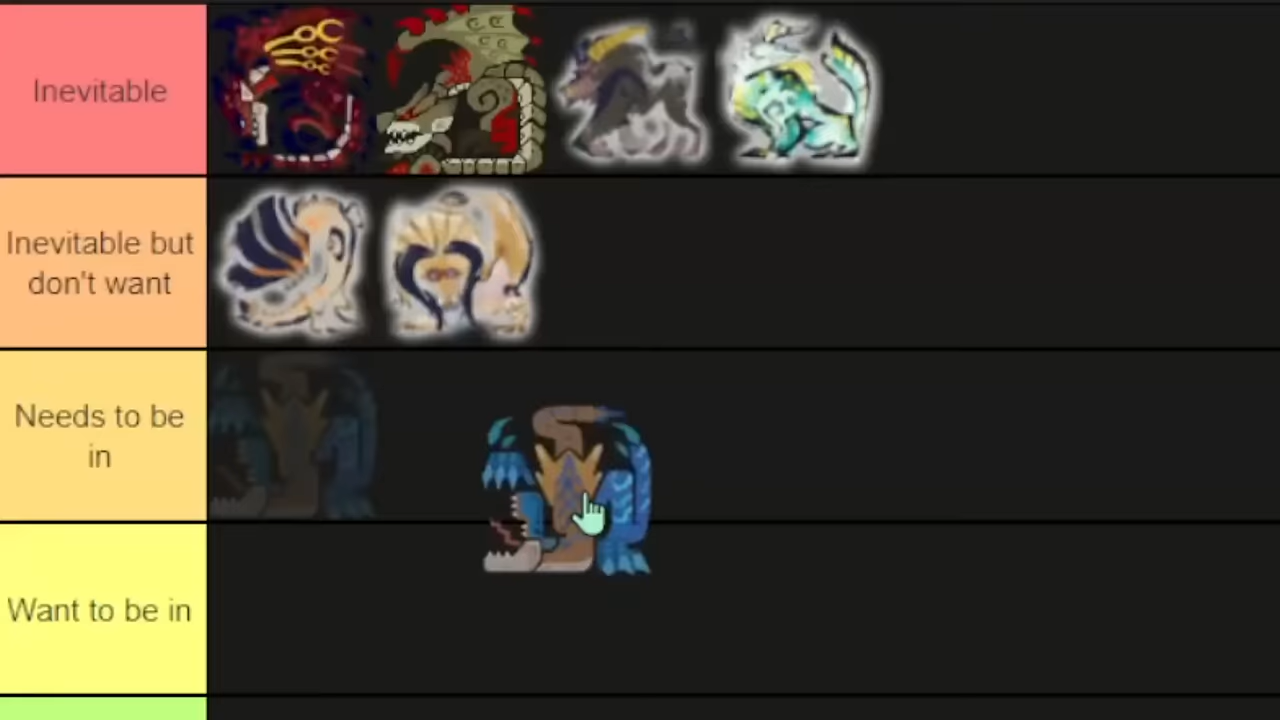 Inevitable
Inevitable but
don't want
Needs to be
in
Want to be in